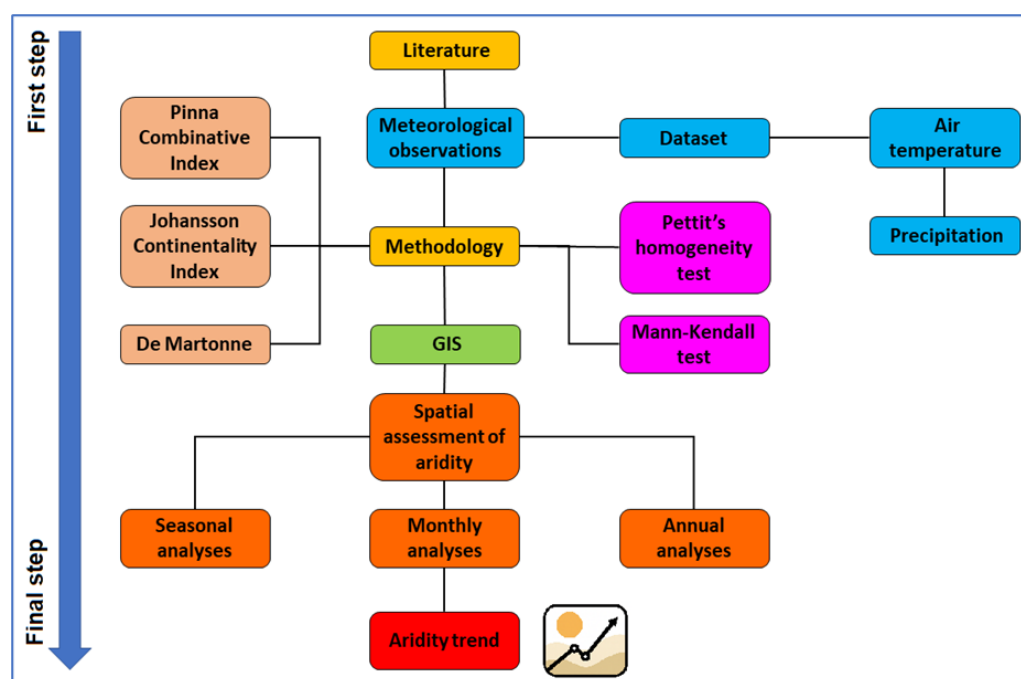 First step
Literature
Pinna
Combinative
Index
Meteorological
observations
Dataset
Air
temperature
Johansson
Continentality
Index
Methodology
Pettit's
homogeneity
test
Precipitation
De Martonne
GIS
Mann-Kendall
test
Spatial
assessment of
aridity
Seasonal
analyses
Monthly
analyses
Annual
analyses
Final step
Aridity trend